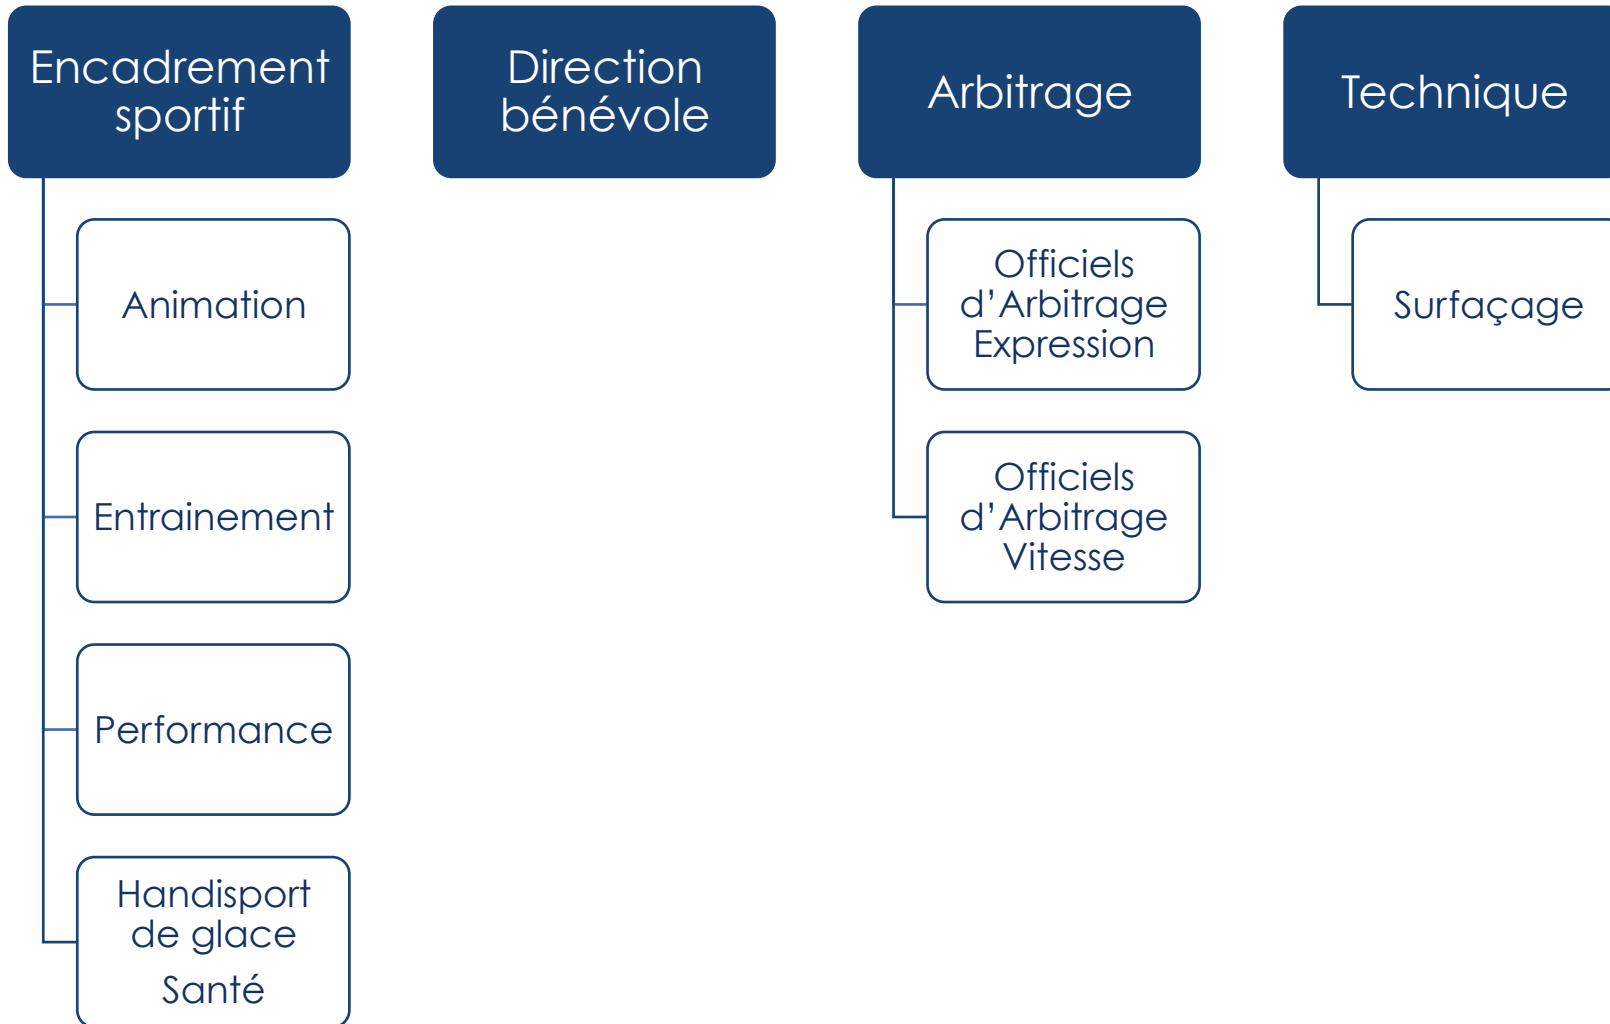 Encadrement
sportif
Animation
Entrainement
Performance
Handisport
de glace
Santé
Direction
bénévole
Arbitrage
Officiels
d’Arbitrage
Expression
Officiels
d’Arbitrage
Vitesse
Technique
Surfaçage